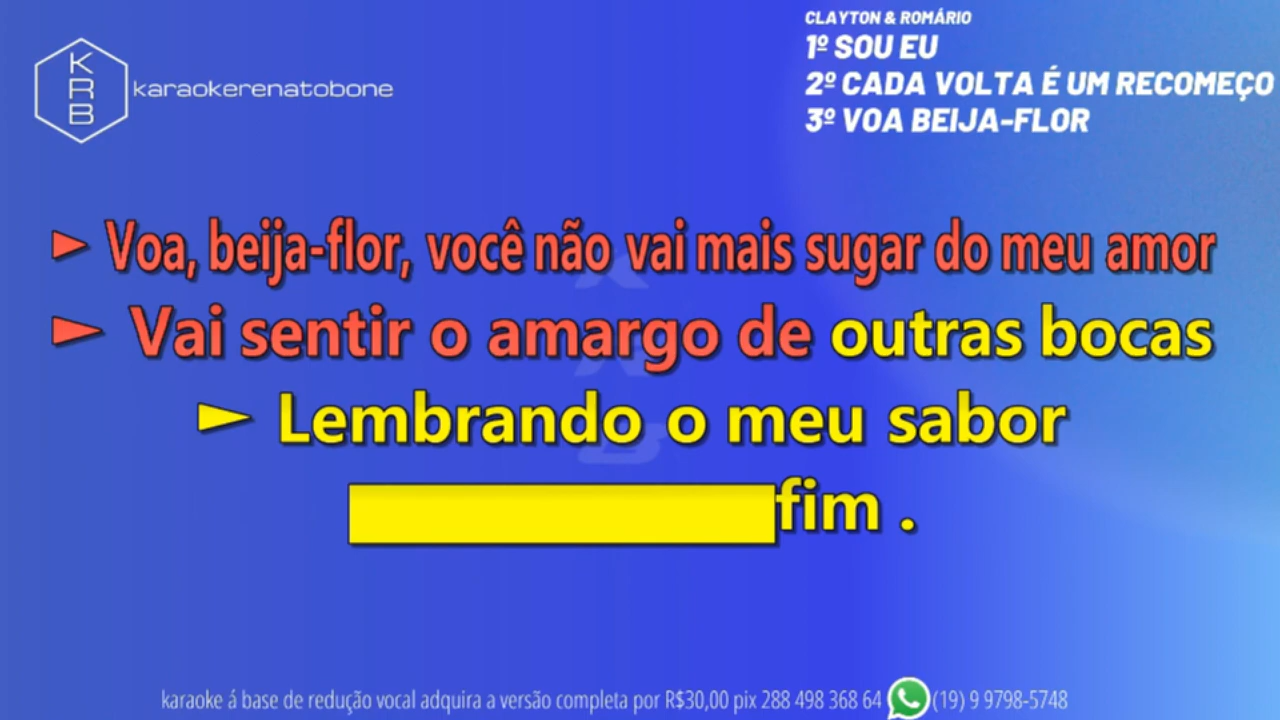 KRB
karaokerenatobone
CLAYTON & ROMÁRIO
1º SOU EU
2º CADA VOLTA É UM RECOMEÇO
3º VOA BEIJA-FLOR
► Voa, beija-flor, você não vai mais sugar do meu amor
► Vai sentir o amargo de outras bocas
► Lembrando o meu sabor
fim .
KRB
karaoke á base de redução vocal adquira a versão completa por R$30,00 pix 288 498 368 64 (19) 9 9798-5748